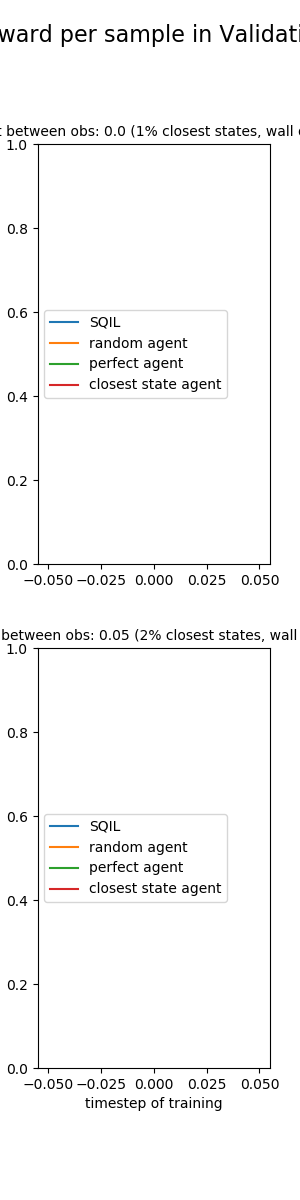 ward per sample in Validati
t between obs: 0.0 (1% closest states, wall
1.0
0.8
0.6
0.4
0.2
0.0
SQIL
random agent
perfect agent
closest state agent
−0.050 −0.025 0.000 0.025 0.050
between obs: 0.05 (2% closest states, wall
1.0
0.8
0.6
0.4
0.2
0.0
SQIL
random agent
perfect agent
closest state agent
−0.050 −0.025 0.000 0.025 0.050
timestep of training